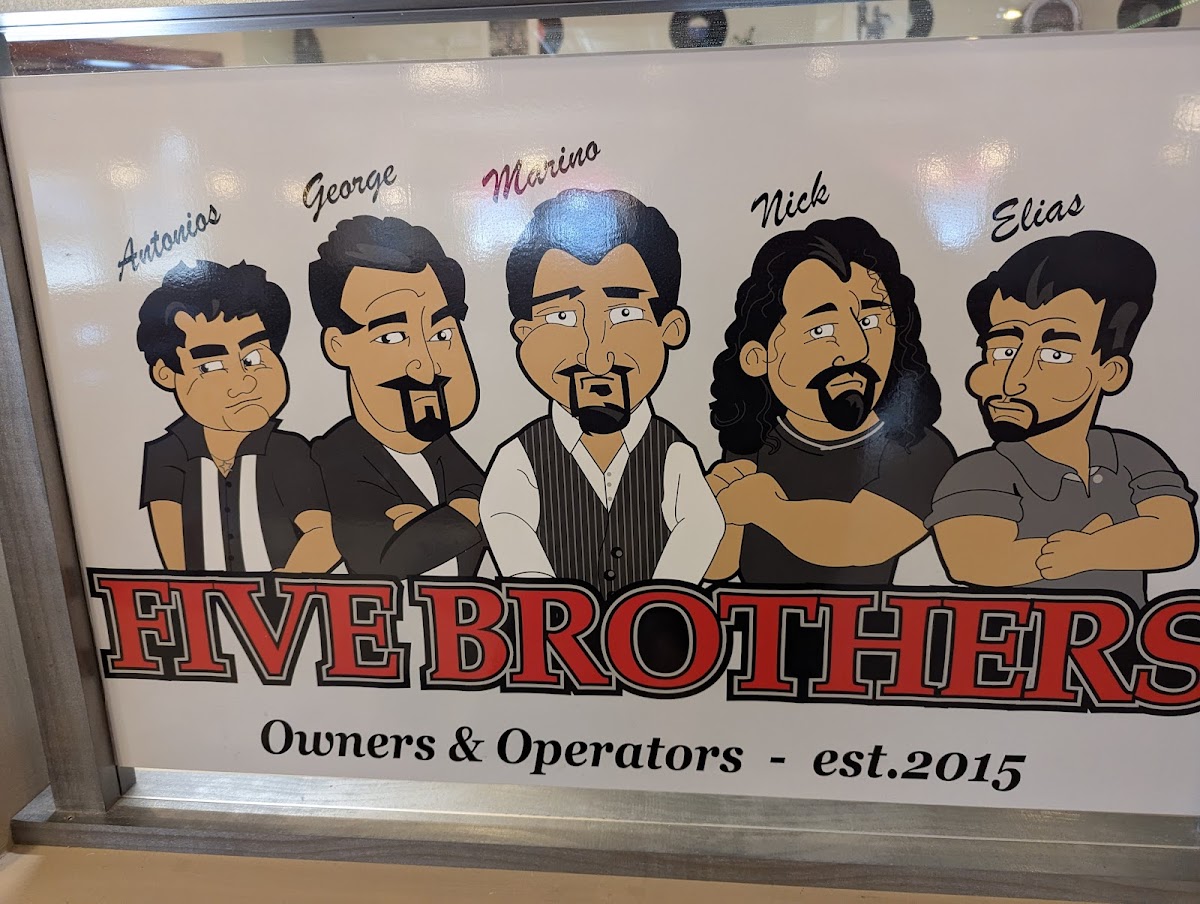 Antonios
George
Marino
Nick
Elias
FIVE BROTHERS
Owners & Operators - est.2015